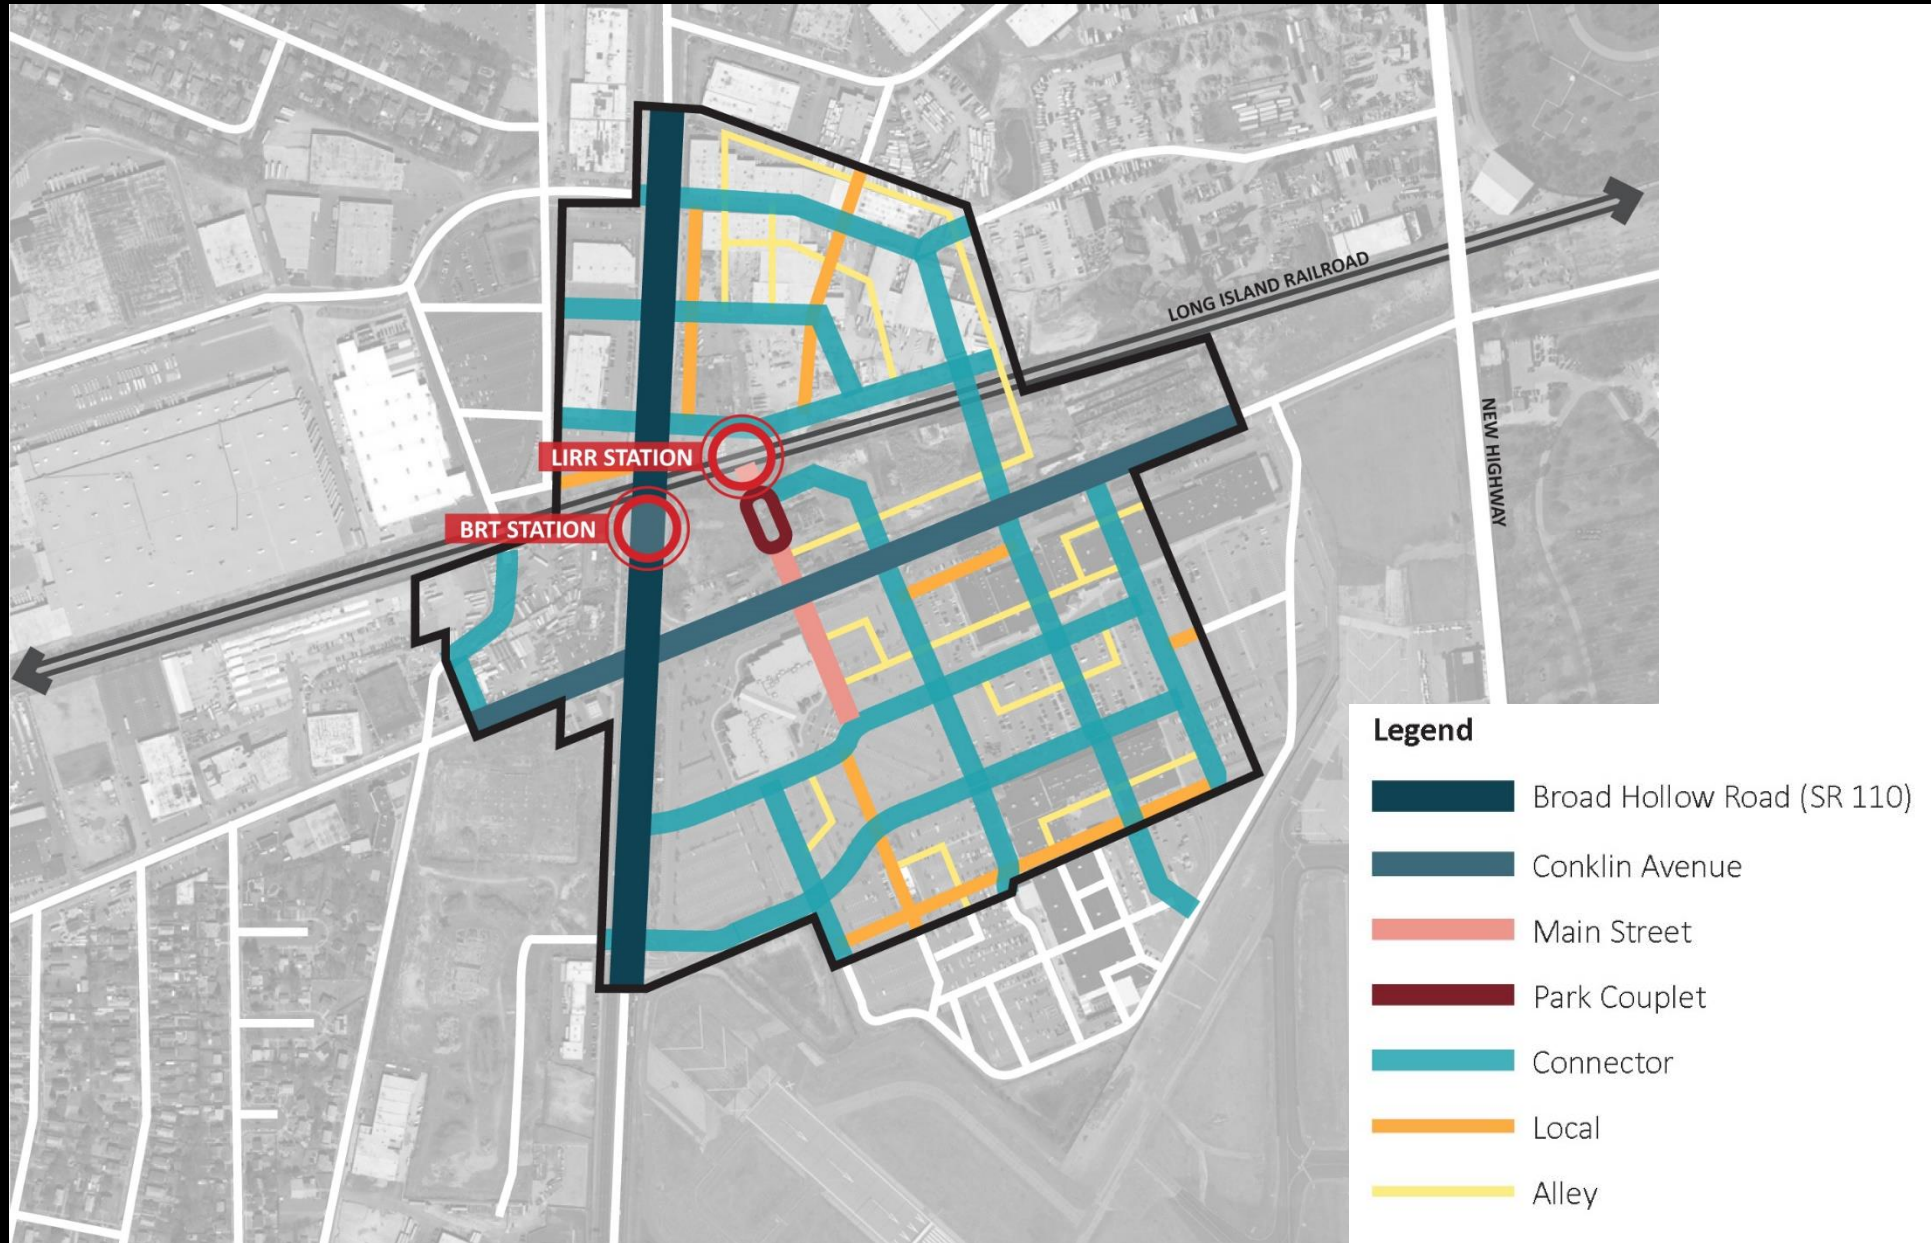 LONG ISLAND RAILROAD
NEW HIGHWAY
LIRR STATION
BRT STATION
Legend
Broad Hollow Road (SR 110)
Conklin Avenue
Main Street
Park Couplet
Connector
Local
Alley